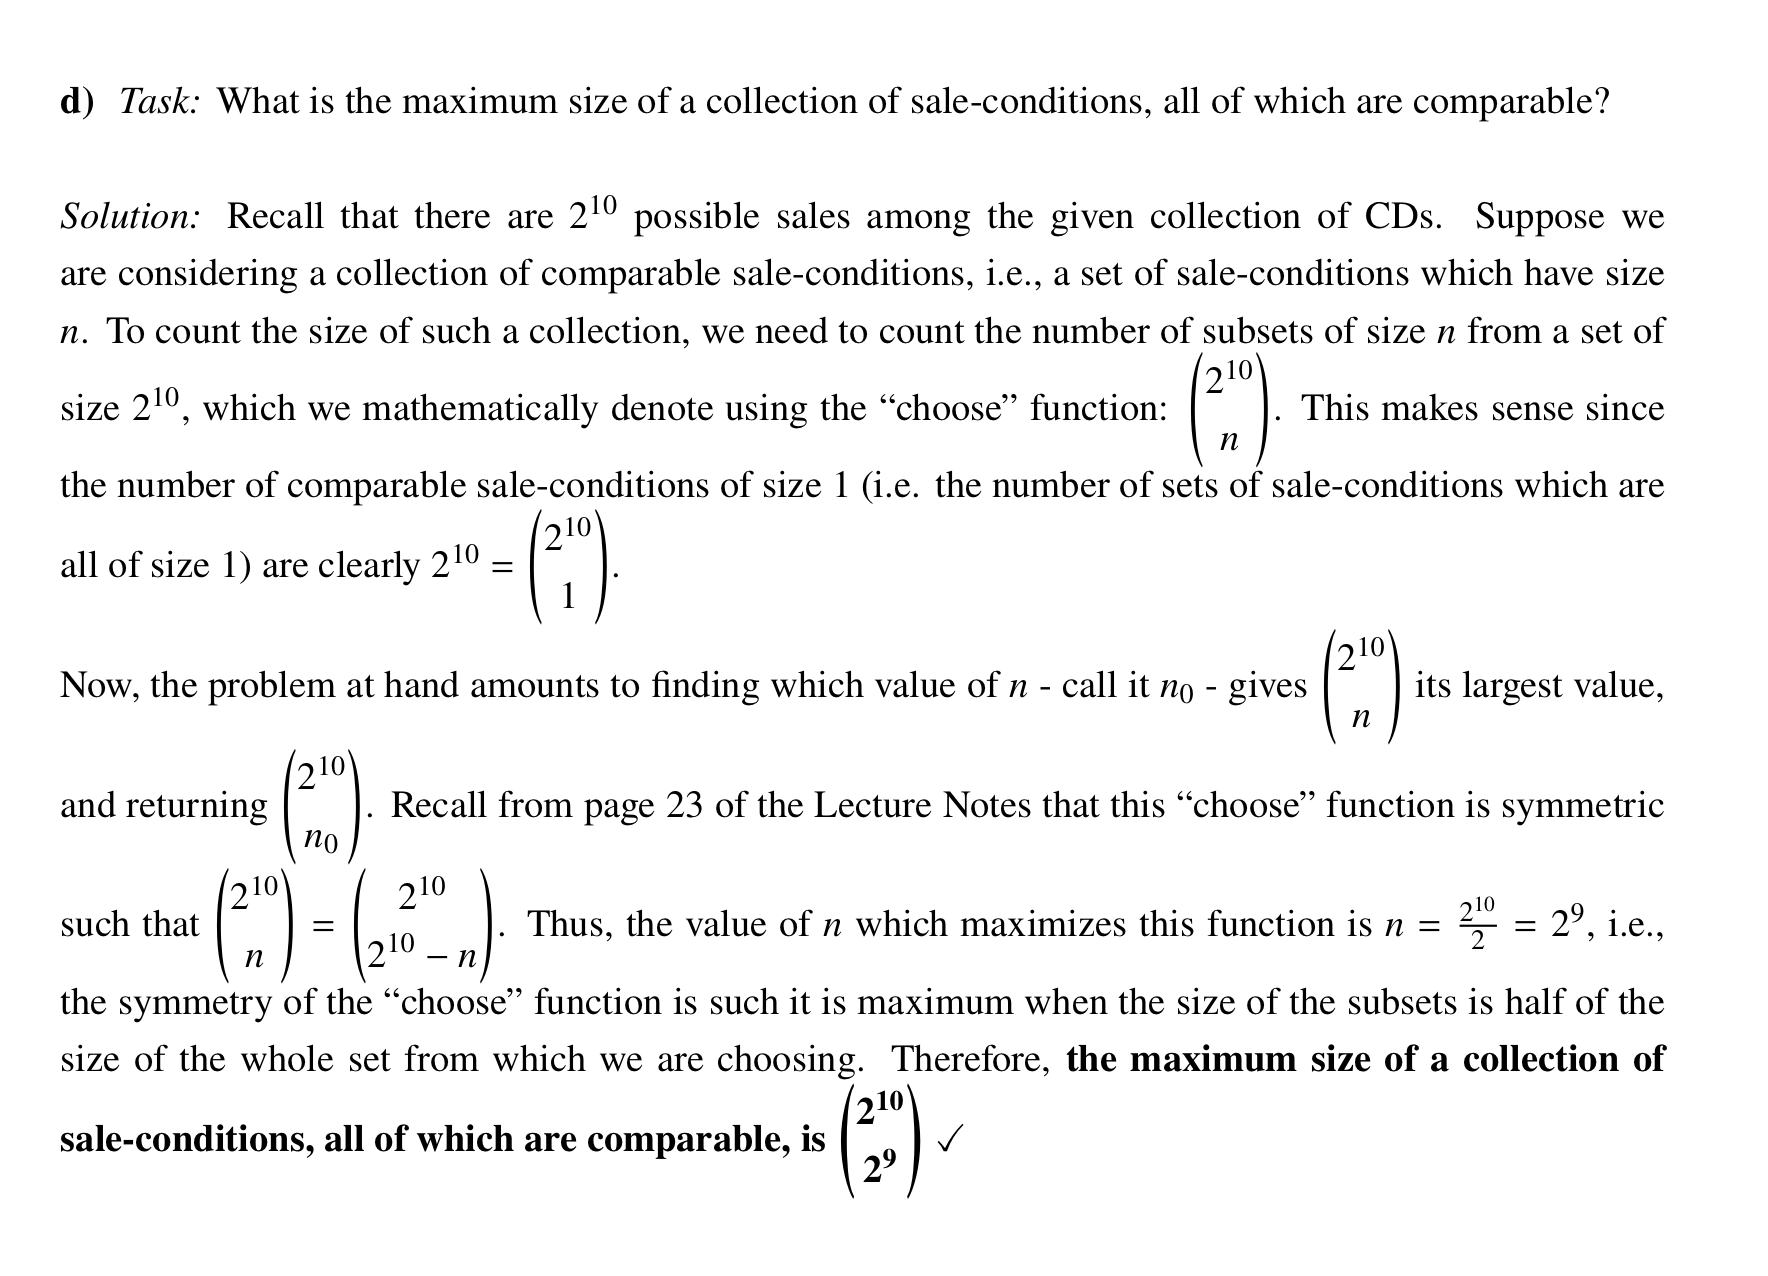 d) Task: What is the maximum size of a collection of sale-conditions, all of which are comparable?
Solution: Recall that there are 2^{10} possible sales among the given collection of CDs. Suppose we
are considering a collection of comparable sale-conditions, i.e., a set of sale-conditions which have size
n. To count the size of such a collection, we need to count the number of subsets of size n from a set of
size 2^{10}, which we mathematically denote using the “choose” function: \binom{2^{10}}{n}. This makes sense since
the number of comparable sale-conditions of size 1 (i.e. the number of sets of sale-conditions which are
all of size 1) are clearly 2^{10} = \binom{2^{10}}{1}.
Now, the problem at hand amounts to finding which value of n - call it n_0 - gives \binom{2^{10}}{n} its largest value,
and returning \binom{2^{10}}{n_0}. Recall from page 23 of the Lecture Notes that this “choose” function is symmetric
such that \binom{2^{10}}{n} = \binom{2^{10}}{2^{10} − n}. Thus, the value of n which maximizes this function is n = \frac{2^{10}}{2} = 2^9, i.e.,
the symmetry of the “choose” function is such it is maximum when the size of the subsets is half of the
size of the whole set from which we are choosing. Therefore, the maximum size of a collection of
sale-conditions, all of which are comparable, is \binom{2^{10}}{2^9} ✓